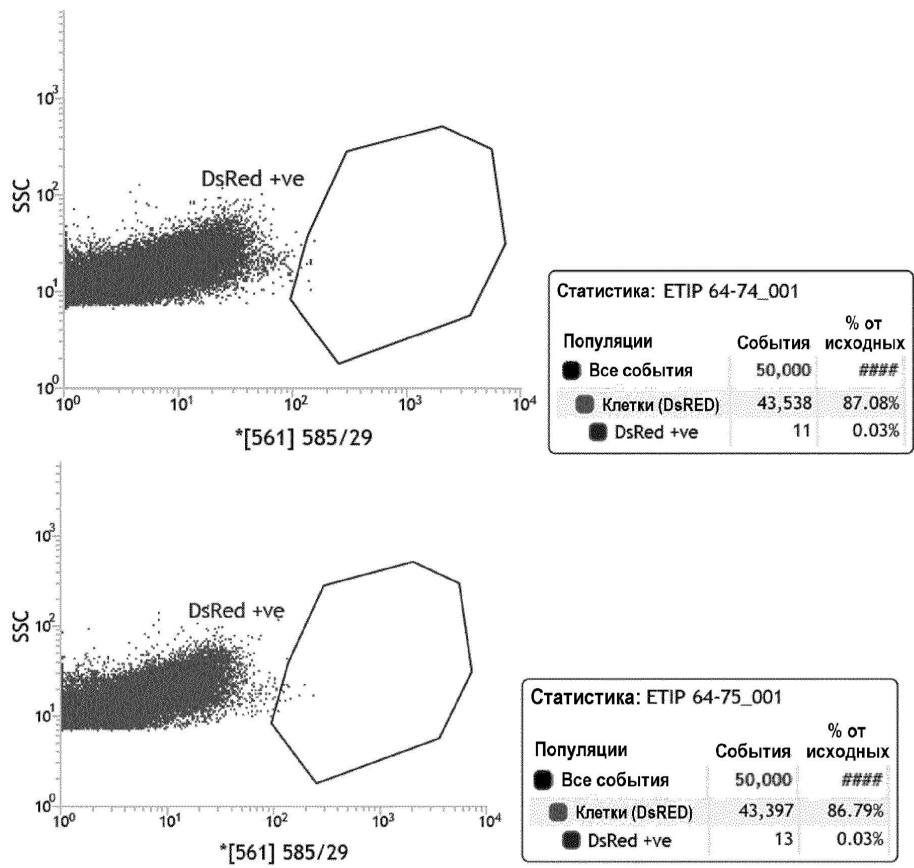 10³
10²
10¹
10⁰
SSC
DsRed +ve
10⁰ 10¹ 10² 10³ 10⁴
*[561] 585/29
Статистика: ETIP 64-74_001
Популяции События % от исходных
Все события 50,000 ####
Клетки (DsRED) 43,538 87.08%
DsRed +ve 11 0.03%
10³
10²
10¹
10⁰
SSC
DsRed +ve
10⁰ 10¹ 10² 10³ 10⁴
*[561] 585/29
Статистика: ETIP 64-75_001
Популяции События % от исходных
Все события 50,000 ####
Клетки (DsRED) 43,397 86.79%
DsRed +ve 13 0.03%